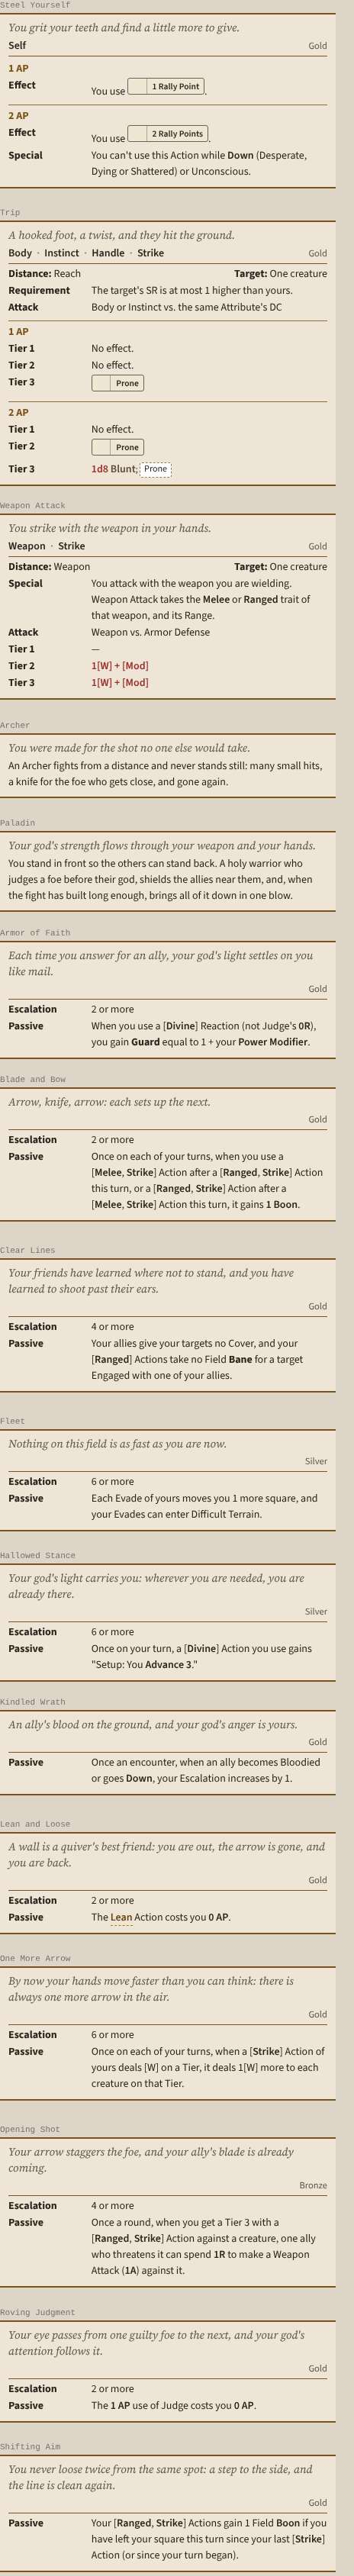 Steel Yourself
You grit your teeth and find a little more to give.
Self Gold
1 AP
Effect You use 1 Rally Point.
2 AP
Effect You use 2 Rally Points.
Special You can't use this Action while Down (Desperate,
Dying or Shattered) or Unconscious.
Trip
A hooked foot, a twist, and they hit the ground.
Body · Instinct · Handle · Strike Gold
Distance: Reach Target: One creature
Requirement The target's SR is at most 1 higher than yours.
Attack Body or Instinct vs. the same Attribute's DC
1 AP
Tier 1 No effect.
Tier 2 No effect.
Tier 3 Prone
2 AP
Tier 1 No effect.
Tier 2 Prone
Tier 3 1d8 Blunt; Prone
Weapon Attack
You strike with the weapon in your hands.
Weapon · Strike Gold
Distance: Weapon Target: One creature
Special You attack with the weapon you are wielding.
Weapon Attack takes the Melee or Ranged trait of
that weapon, and its Range.
Attack Weapon vs. Armor Defense
Tier 1 —
Tier 2 1[W] + [Mod]
Tier 3 1[W] + [Mod]
Archer
You were made for the shot no one else would take.
An Archer fights from a distance and never stands still: many small hits,
a knife for the foe who gets close, and gone again.
Paladin
Your god's strength flows through your weapon and your hands.
You stand in front so the others can stand back. A holy warrior who
judges a foe before their god, shields the allies near them, and, when
the fight has built long enough, brings all of it down in one blow.
Armor of Faith
Each time you answer for an ally, your god's light settles on you
like mail.
Gold
Escalation 2 or more
Passive When you use a [Divine] Reaction (not Judge's 0R),
you gain Guard equal to 1 + your Power Modifier.
Blade and Bow
Arrow, knife, arrow: each sets up the next.
Gold
Escalation 2 or more
Passive Once on each of your turns, when you use a
[Melee, Strike] Action after a [Ranged, Strike] Action
this turn, or a [Ranged, Strike] Action after a
[Melee, Strike] Action this turn, it gains 1 Boon.
Clear Lines
Your friends have learned where not to stand, and you have
learned to shoot past their ears.
Gold
Escalation 4 or more
Passive Your allies give your targets no Cover, and your
[Ranged] Actions take no Field Bane for a target
Engaged with one of your allies.
Fleet
Nothing on this field is as fast as you are now.
Silver
Escalation 6 or more
Passive Each Evade of yours moves you 1 more square, and
your Evades can enter Difficult Terrain.
Hallowed Stance
Your god's light carries you: wherever you are needed, you are
already there.
Silver
Escalation 6 or more
Passive Once on your turn, a [Divine] Action you use gains
"Setup: You Advance 3."
Kindled Wrath
An ally's blood on the ground, and your god's anger is yours.
Gold
Passive Once an encounter, when an ally becomes Bloodied
or goes Down, your Escalation increases by 1.
Lean and Loose
A wall is a quiver's best friend: you are out, the arrow is gone, and
you are back.
Gold
Escalation 2 or more
Passive The Lean Action costs you 0 AP.
One More Arrow
By now your hands move faster than you can think: there is
always one more arrow in the air.
Gold
Escalation 6 or more
Passive Once on each of your turns, when a [Strike] Action of
yours deals [W] on a Tier, it deals 1[W] more to each
creature on that Tier.
Opening Shot
Your arrow staggers the foe, and your ally's blade is already
coming.
Bronze
Escalation 4 or more
Passive Once a round, when you get a Tier 3 with a
[Ranged, Strike] Action against a creature, one ally
who threatens it can spend 1R to make a Weapon
Attack (1A) against it.
Roving Judgment
Your eye passes from one guilty foe to the next, and your god's
attention follows it.
Gold
Escalation 2 or more
Passive The 1 AP use of Judge costs you 0 AP.
Shifting Aim
You never loose twice from the same spot: a step to the side, and
the line is clean again.
Gold
Passive Your [Ranged, Strike] Actions gain 1 Field Boon if you
have left your square this turn since your last [Strike]
Action (or since your turn began).